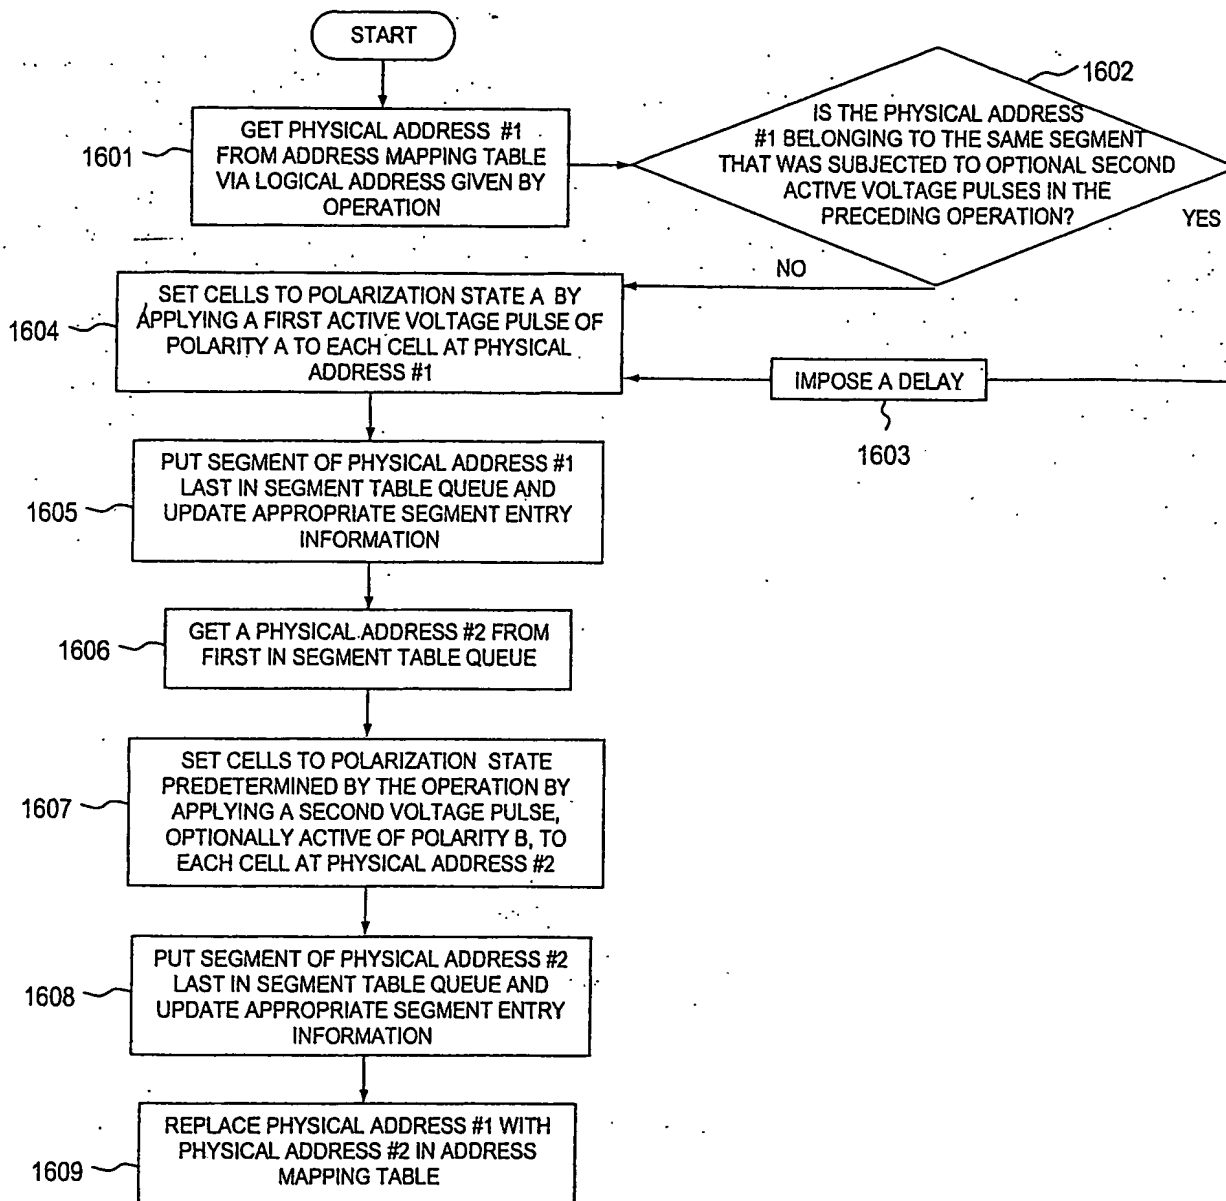 START
1601
GET PHYSICAL ADDRESS #1
FROM ADDRESS MAPPING TABLE
VIA LOGICAL ADDRESS GIVEN BY
OPERATION
1602
IS THE PHYSICAL ADDRESS
#1 BELONGING TO THE SAME SEGMENT
THAT WAS SUBJECTED TO OPTIONAL SECOND
ACTIVE VOLTAGE PULSES IN THE
PRECEDING OPERATION?
YES
NO
1604
SET CELLS TO POLARIZATION STATE A BY
APPLYING A FIRST ACTIVE VOLTAGE PULSE OF
POLARITY A TO EACH CELL AT PHYSICAL
ADDRESS #1
IMPOSE A DELAY
1603
1605
PUT SEGMENT OF PHYSICAL ADDRESS #1
LAST IN SEGMENT TABLE QUEUE AND
UPDATE APPROPRIATE SEGMENT ENTRY
INFORMATION
1606
GET A PHYSICAL ADDRESS #2 FROM
FIRST IN SEGMENT TABLE QUEUE
1607
SET CELLS TO POLARIZATION STATE
PREDETERMINED BY THE OPERATION BY
APPLYING A SECOND VOLTAGE PULSE,
OPTIONALLY ACTIVE OF POLARITY B, TO
EACH CELL AT PHYSICAL ADDRESS #2
1608
PUT SEGMENT OF PHYSICAL ADDRESS #2
LAST IN SEGMENT TABLE QUEUE AND
UPDATE APPROPRIATE SEGMENT ENTRY
INFORMATION
1609
REPLACE PHYSICAL ADDRESS #1 WITH
PHYSICAL ADDRESS #2 IN ADDRESS
MAPPING TABLE